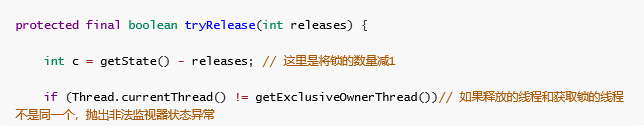 protected final boolean tryRelease(int releases) {
int c = getState() - releases; // 这里是将锁的数量减1
if (Thread.currentThread() != getExclusiveOwnerThread())// 如果释放的线程和获取锁的线程
不是同一个，抛出非法监视器状态异常